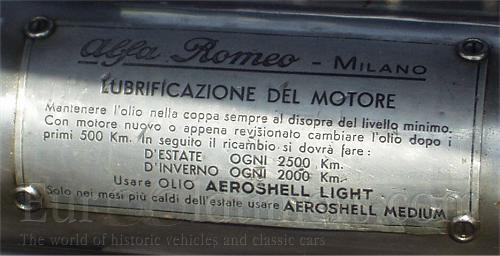 Alfa Romeo - MILANO
LUBRIFICAZIONE DEL MOTORE
Mantenere l'olio nella coppa sempre al disopra del livello minimo.
Con motore nuovo o appena revisionato cambiare l'olio dopo i
primi 500 Km. In seguito il ricambio si dovrà fare:
D'ESTATE OGNI 2500 Km.
D'INVERNO OGNI 2000 Km.
Usare OLIO AEROSHELL LIGHT
Solo nei mesi più caldi dell'estate usare AEROSHELL MEDIUM
The world of historic vehicles and classic cars